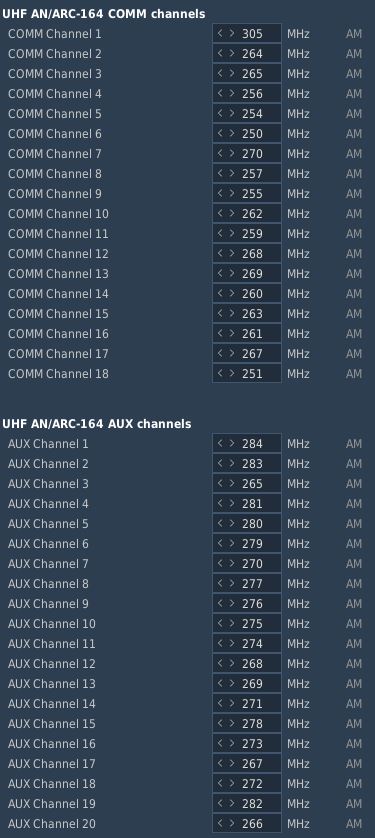 UHF AN/ARC-164 COMM channels
COMM Channel 1 < > 305 MHz AM
COMM Channel 2 < > 264 MHz AM
COMM Channel 3 < > 265 MHz AM
COMM Channel 4 < > 256 MHz AM
COMM Channel 5 < > 254 MHz AM
COMM Channel 6 < > 250 MHz AM
COMM Channel 7 < > 270 MHz AM
COMM Channel 8 < > 257 MHz AM
COMM Channel 9 < > 255 MHz AM
COMM Channel 10 < > 262 MHz AM
COMM Channel 11 < > 259 MHz AM
COMM Channel 12 < > 268 MHz AM
COMM Channel 13 < > 269 MHz AM
COMM Channel 14 < > 260 MHz AM
COMM Channel 15 < > 263 MHz AM
COMM Channel 16 < > 261 MHz AM
COMM Channel 17 < > 267 MHz AM
COMM Channel 18 < > 251 MHz AM
UHF AN/ARC-164 AUX channels
AUX Channel 1 < > 284 MHz AM
AUX Channel 2 < > 283 MHz AM
AUX Channel 3 < > 265 MHz AM
AUX Channel 4 < > 281 MHz AM
AUX Channel 5 < > 280 MHz AM
AUX Channel 6 < > 279 MHz AM
AUX Channel 7 < > 270 MHz AM
AUX Channel 8 < > 277 MHz AM
AUX Channel 9 < > 276 MHz AM
AUX Channel 10 < > 275 MHz AM
AUX Channel 11 < > 274 MHz AM
AUX Channel 12 < > 268 MHz AM
AUX Channel 13 < > 269 MHz AM
AUX Channel 14 < > 271 MHz AM
AUX Channel 15 < > 278 MHz AM
AUX Channel 16 < > 273 MHz AM
AUX Channel 17 < > 267 MHz AM
AUX Channel 18 < > 272 MHz AM
AUX Channel 19 < > 282 MHz AM
AUX Channel 20 < > 266 MHz AM